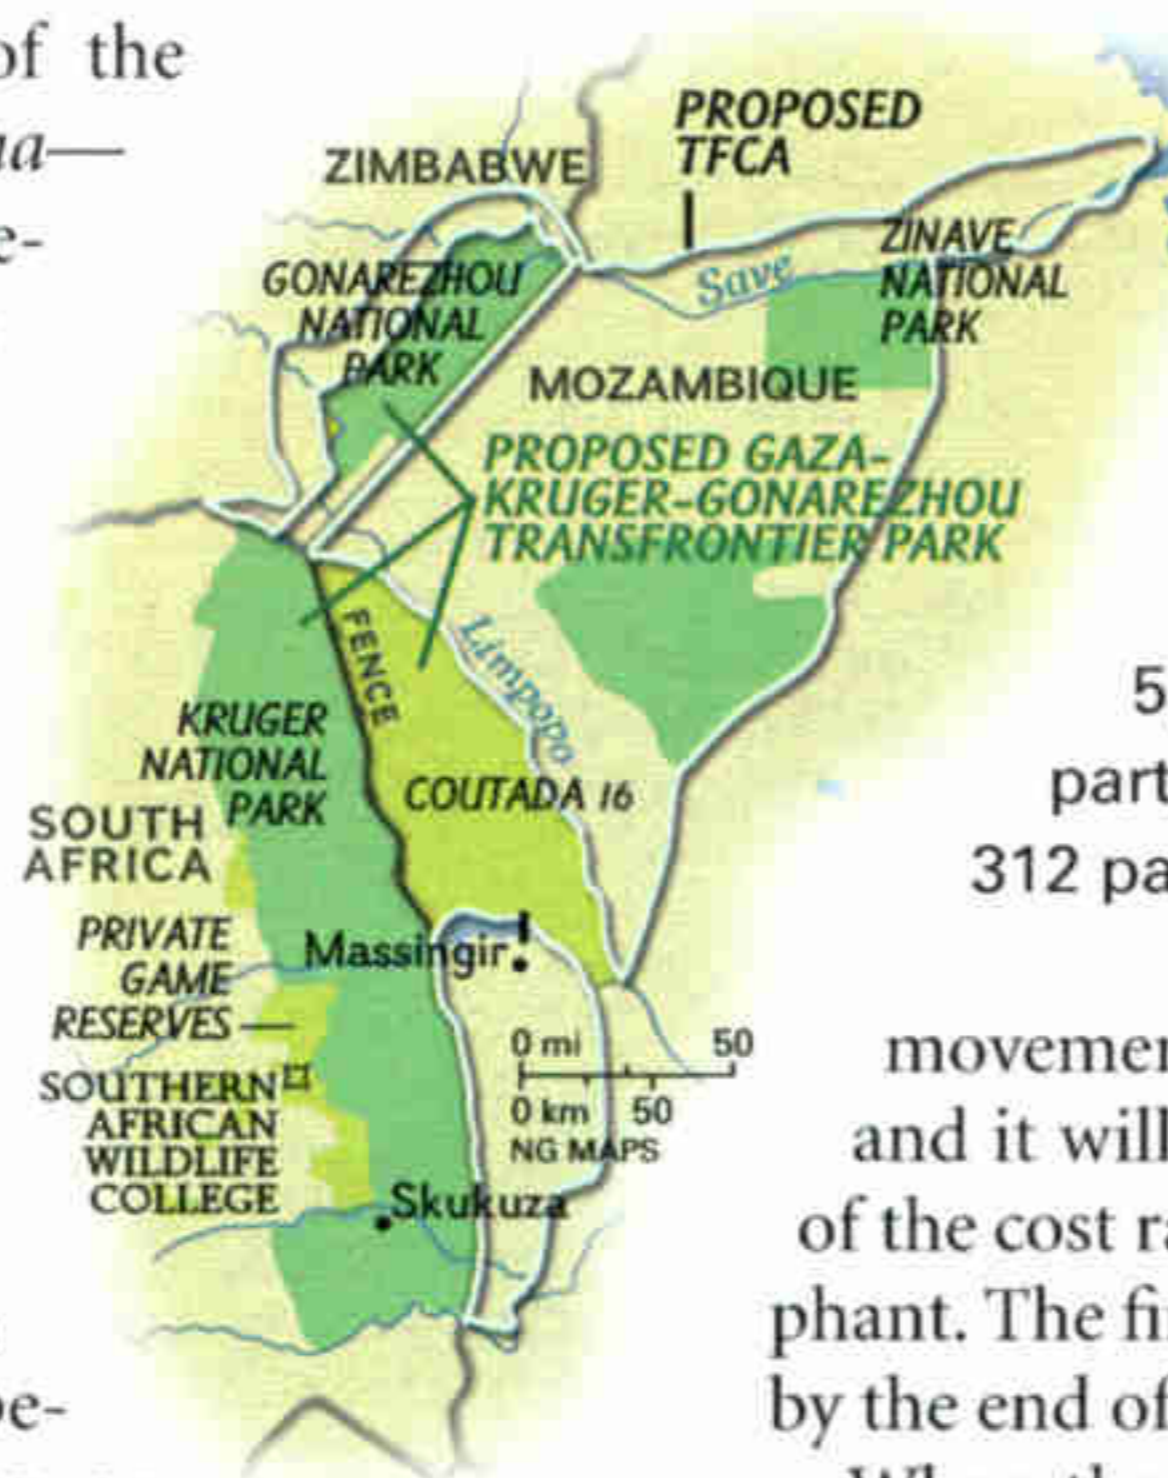 of the
PROPOSED
TFCA
ZIMBABWE
ZINAVE
NATIONAL
PARK
Save
GONAREZHOU
NATIONAL
PARK
MOZAMBIQUE
PROPOSED GAZA-
KRUGER-GONAREZHOU
TRANSFRONTIER PARK
FENCE
Limpopo
KRUGER
NATIONAL
PARK
COUTADA 16
SOUTH
AFRICA
PRIVATE
GAME
RESERVES
Massingir
SOUTHERN
AFRICAN
WILDLIFE
COLLEGE
0 mi 50
0 km 50
NG MAPS
Skukuza
5
part
312 pa
movemen
and it will
of the cost ra
phant. The fi
by the end of